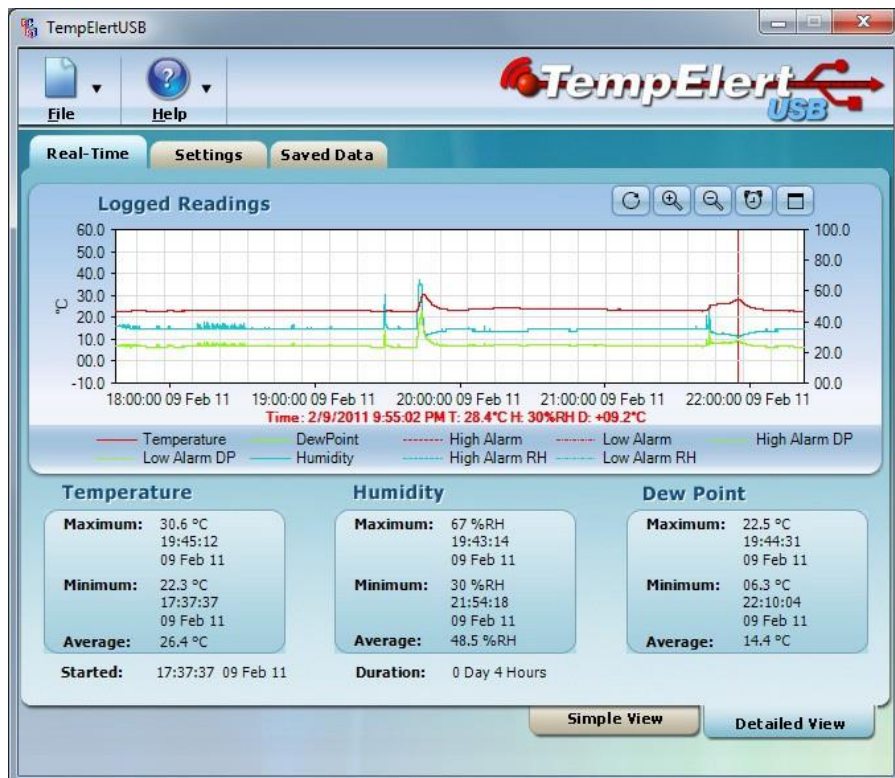 TempElertUSB
File
Help
TempElert
USB
Real-Time Settings Saved Data
Logged Readings
60.0 100.0
50.0
40.0 80.0
30.0 60.0
°C
20.0 40.0
10.0
00.0 20.0
-10.0 00.0
18:00:00 09 Feb 11 19:00:00 09 Feb 11 20:00:00 09 Feb 11 21:00:00 09 Feb 11 22:00:00 09 Feb 11
Time: 2/9/2011 9:55:02 PM T: 28.4°C H: 30%RH D: +09.2°C
Temperature DewPoint High Alarm Low Alarm High Alarm DP
Low Alarm DP Humidity High Alarm RH Low Alarm RH
Temperature
Maximum: 30.6 °C
19:45:12
09 Feb 11
Minimum: 22.3 °C
17:37:37
09 Feb 11
Average: 26.4 °C
Humidity
Maximum: 67 %RH
19:43:14
09 Feb 11
Minimum: 30 %RH
21:54:18
09 Feb 11
Average: 48.5 %RH
Dew Point
Maximum: 22.5 °C
19:44:31
09 Feb 11
Minimum: 06.3 °C
22:10:04
09 Feb 11
Average: 14.4 °C
Started: 17:37:37 09 Feb 11
Duration: 0 Day 4 Hours
Simple View Detailed View